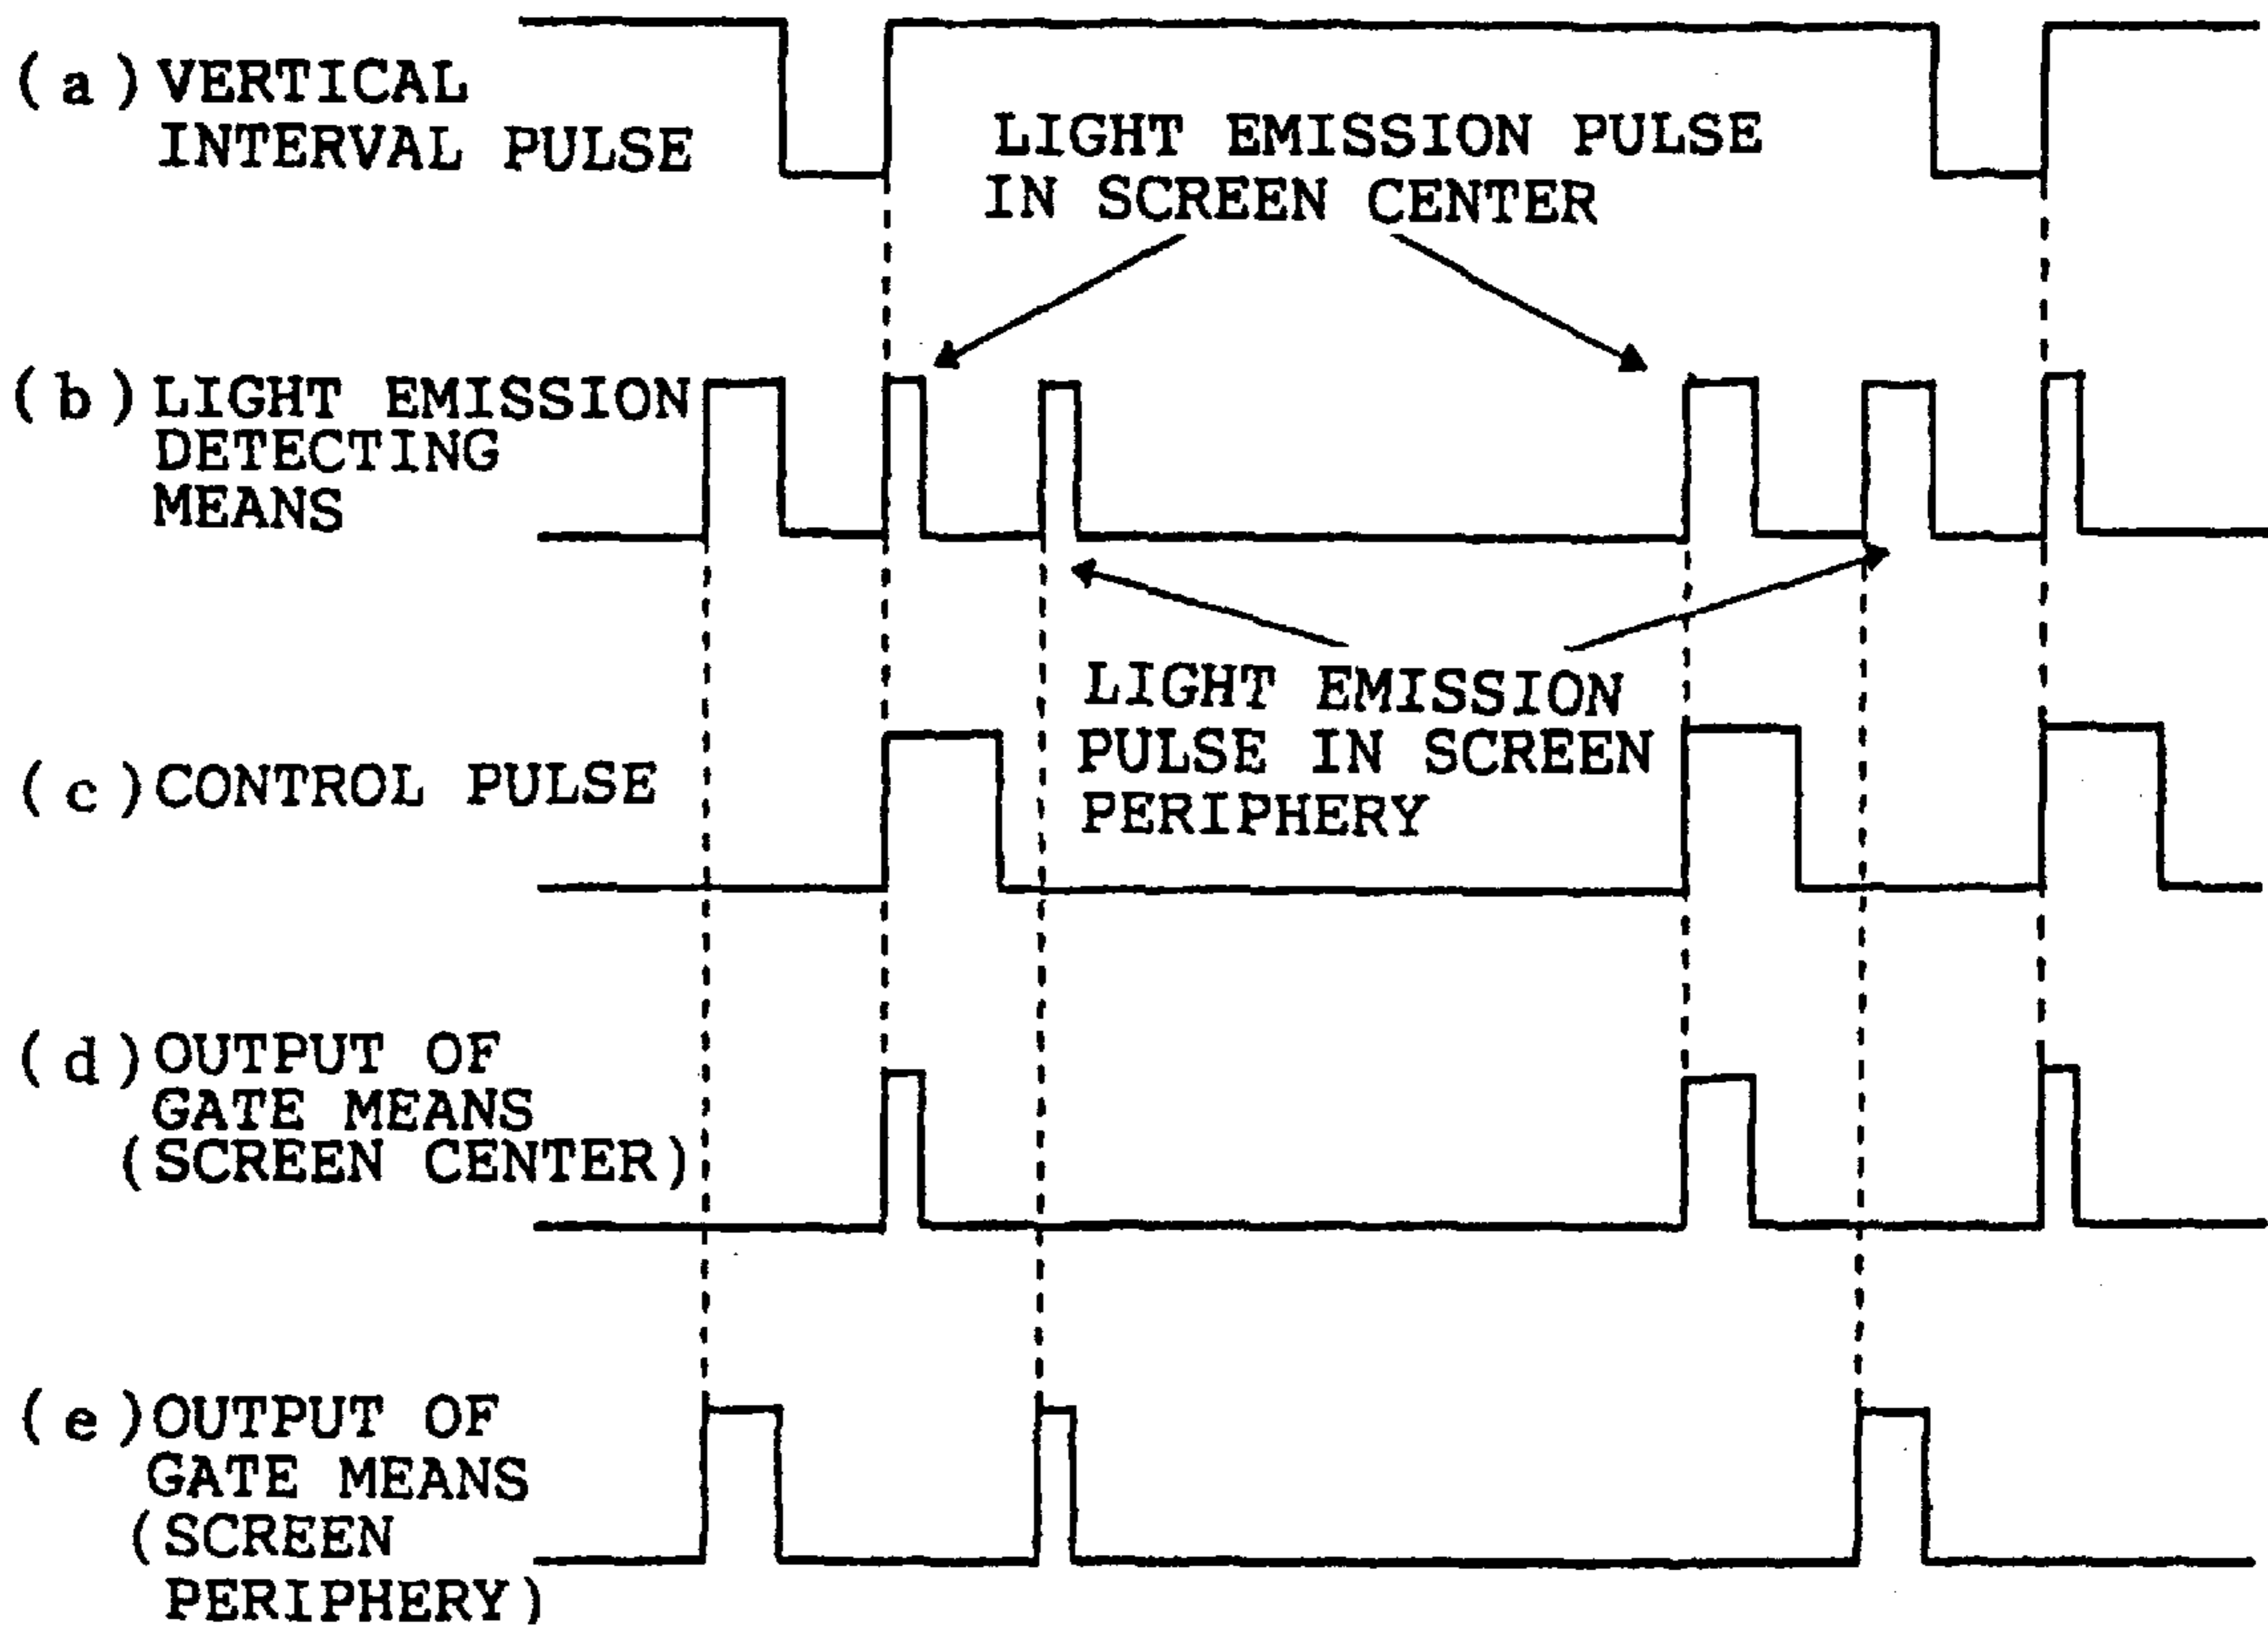 (a) VERTICAL
INTERVAL PULSE
LIGHT EMISSION PULSE
IN SCREEN CENTER
(b) LIGHT EMISSION
DETECTING
MEANS
LIGHT EMISSION
PULSE IN SCREEN
PERIPHERY
(c) CONTROL PULSE
(d) OUTPUT OF
GATE MEANS
(SCREEN CENTER)
(e) OUTPUT OF
GATE MEANS
(SCREEN
PERIPHERY)